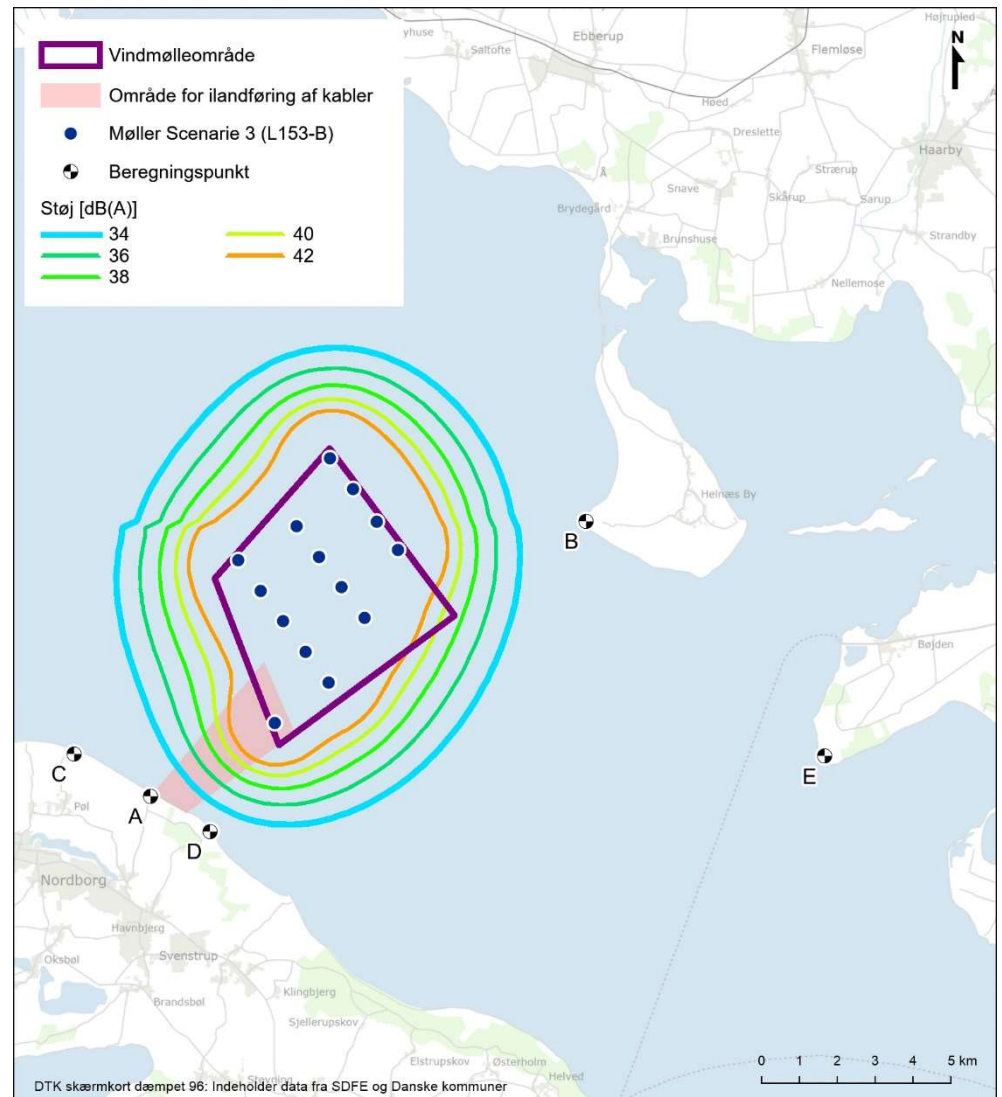 Vindmølleområde
Område for ilandføring af kabler
Møller Scenarie 3 (L153-B)
Beregningspunkt
Støj [dB(A)]
34
36
38
40
42
yhuse
Saltofte
Ebberup
Højtrupled
Flemløse
N
Høed
Dreslette
Haarby
Å
Snave
Strærup
Skårup
Sarup
Brydegård
Brunshuse
Strandby
Nellemose
Helnæs By
B
Bøjden
E
C
Pøl
A
D
Nordborg
Havnbjerg
Oksbøl
Svenstrup
Brandsbøl
Klingbjerg
Sjellerupskov
Elstrupskov
Østerholm
Helved
Stevning
0 1 2 3 4 5 km
DTK skærmkort dæmpet 96: Indeholder data fra SDFE og Danske kommuner